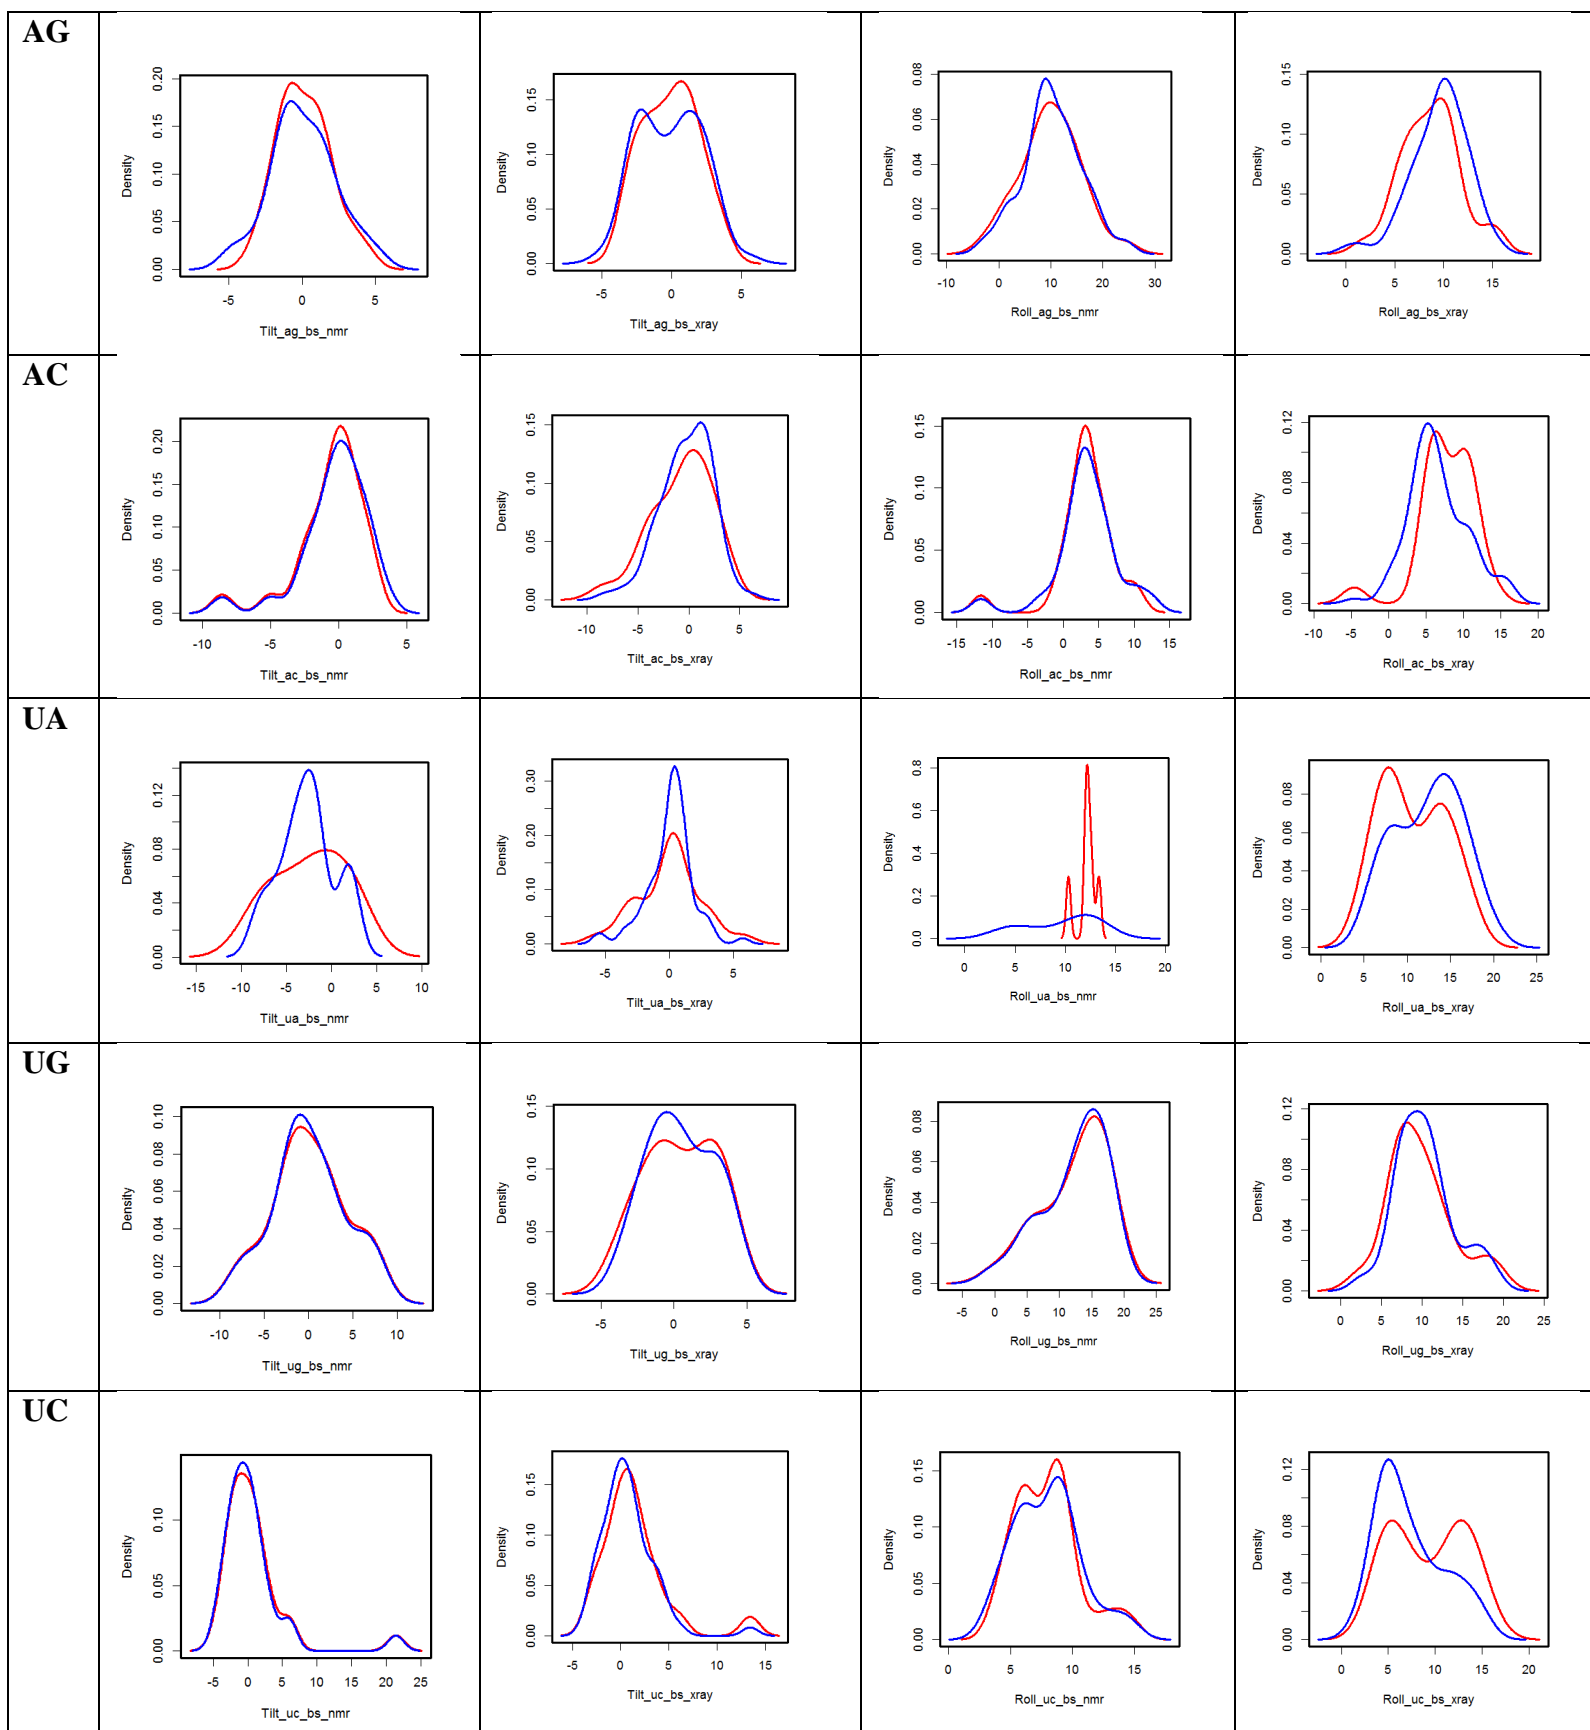 AG
0.00 0.05 0.10 0.15 0.20
Density
-5 0 5
Tilt_ag_bs_nmr
0.00 0.05 0.10 0.15
Density
-5 0 5
Tilt_ag_bs_xray
0.00 0.02 0.04 0.06 0.08
Density
-10 0 10 20 30
Roll_ag_bs_nmr
0.00 0.05 0.10 0.15
Density
0 5 10 15
Roll_ag_bs_xray
AC
0.00 0.05 0.10 0.15 0.20
Density
-10 -5 0 5
Tilt_ac_bs_nmr
0.00 0.05 0.10 0.15
Density
-10 -5 0 5
Tilt_ac_bs_xray
0.00 0.05 0.10 0.15
Density
-15 -10 -5 0 5 10 15
Roll_ac_bs_nmr
0.00 0.04 0.08 0.12
Density
-10 -5 0 5 10 15 20
Roll_ac_bs_xray
UA
0.00 0.04 0.08 0.12
Density
-15 -10 -5 0 5 10
Tilt_ua_bs_nmr
0.00 0.10 0.20 0.30
Density
-5 0 5
Tilt_ua_bs_xray
0.0 0.2 0.4 0.6 0.8
Density
0 5 10 15 20
Roll_ua_bs_nmr
0.00 0.02 0.04 0.06 0.08
Density
0 5 10 15 20 25
Roll_ua_bs_xray
UG
0.00 0.02 0.04 0.06 0.08 0.10
Density
-10 -5 0 5 10
Tilt_ug_bs_nmr
0.00 0.05 0.10 0.15
Density
-5 0 5
Tilt_ug_bs_xray
0.00 0.02 0.04 0.06 0.08
Density
-5 0 5 10 15 20 25
Roll_ug_bs_nmr
0.00 0.04 0.08 0.12
Density
0 5 10 15 20 25
Roll_ug_bs_xray
UC
0.00 0.05 0.10
Density
-5 0 5 10 15 20 25
Tilt_uc_bs_nmr
0.00 0.05 0.10 0.15
Density
-5 0 5 10 15
Tilt_uc_bs_xray
0.00 0.05 0.10 0.15
Density
0 5 10 15
Roll_uc_bs_nmr
0.00 0.04 0.08 0.12
Density
0 5 10 15 20
Roll_uc_bs_xray